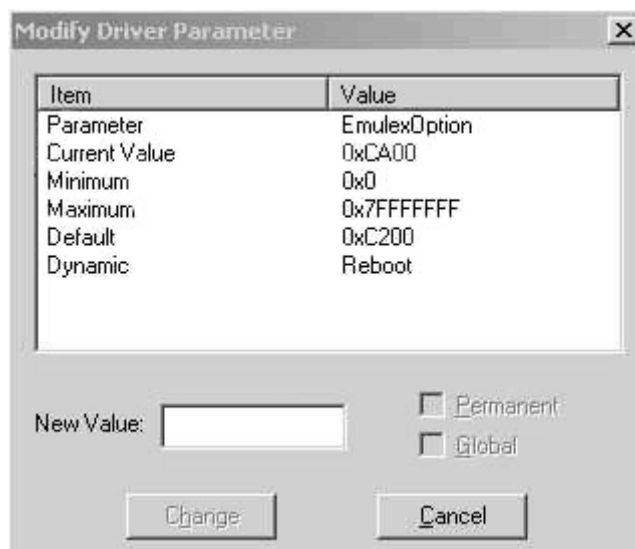 Modify Driver Parameter
Item Value
Parameter EmulexOption
Current Value 0xCA00
Minimum 0x0
Maximum 0x7FFFFFFF
Default 0xC200
Dynamic Reboot
New Value:
Permanent
Global
Change Cancel